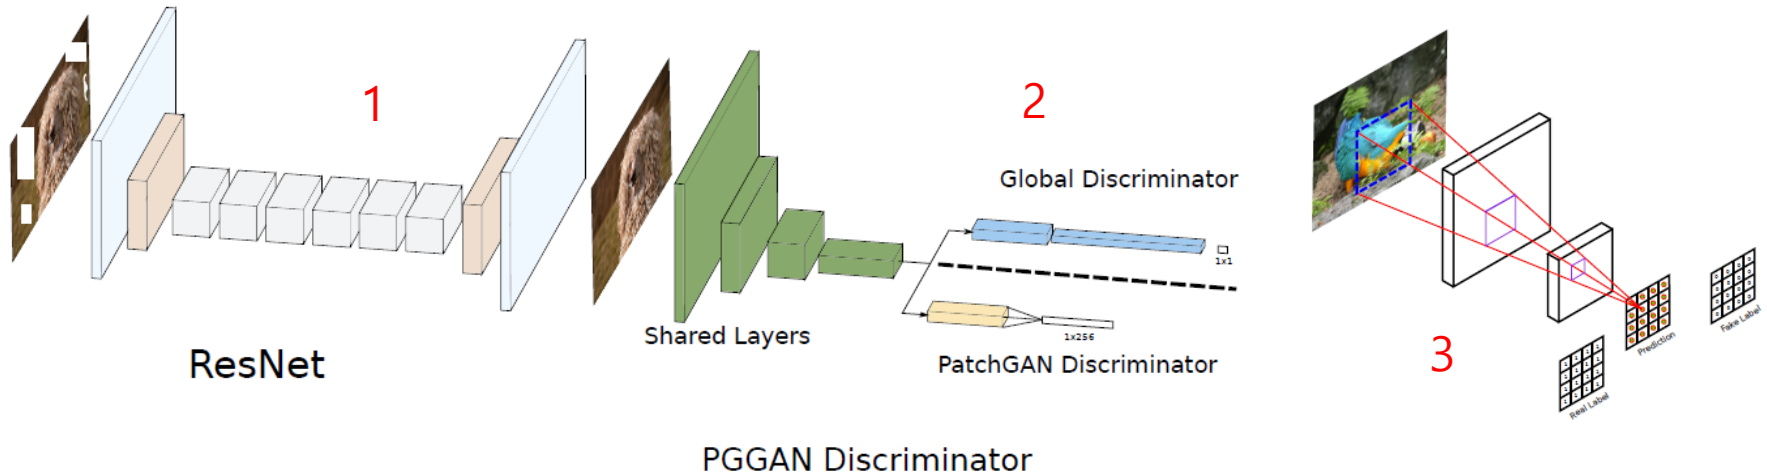 1
ResNet
2
Global Discriminator
1x1
Shared Layers
1x256
PatchGAN Discriminator
PGGAN Discriminator
3
Prediction
Fake Label
Real Label